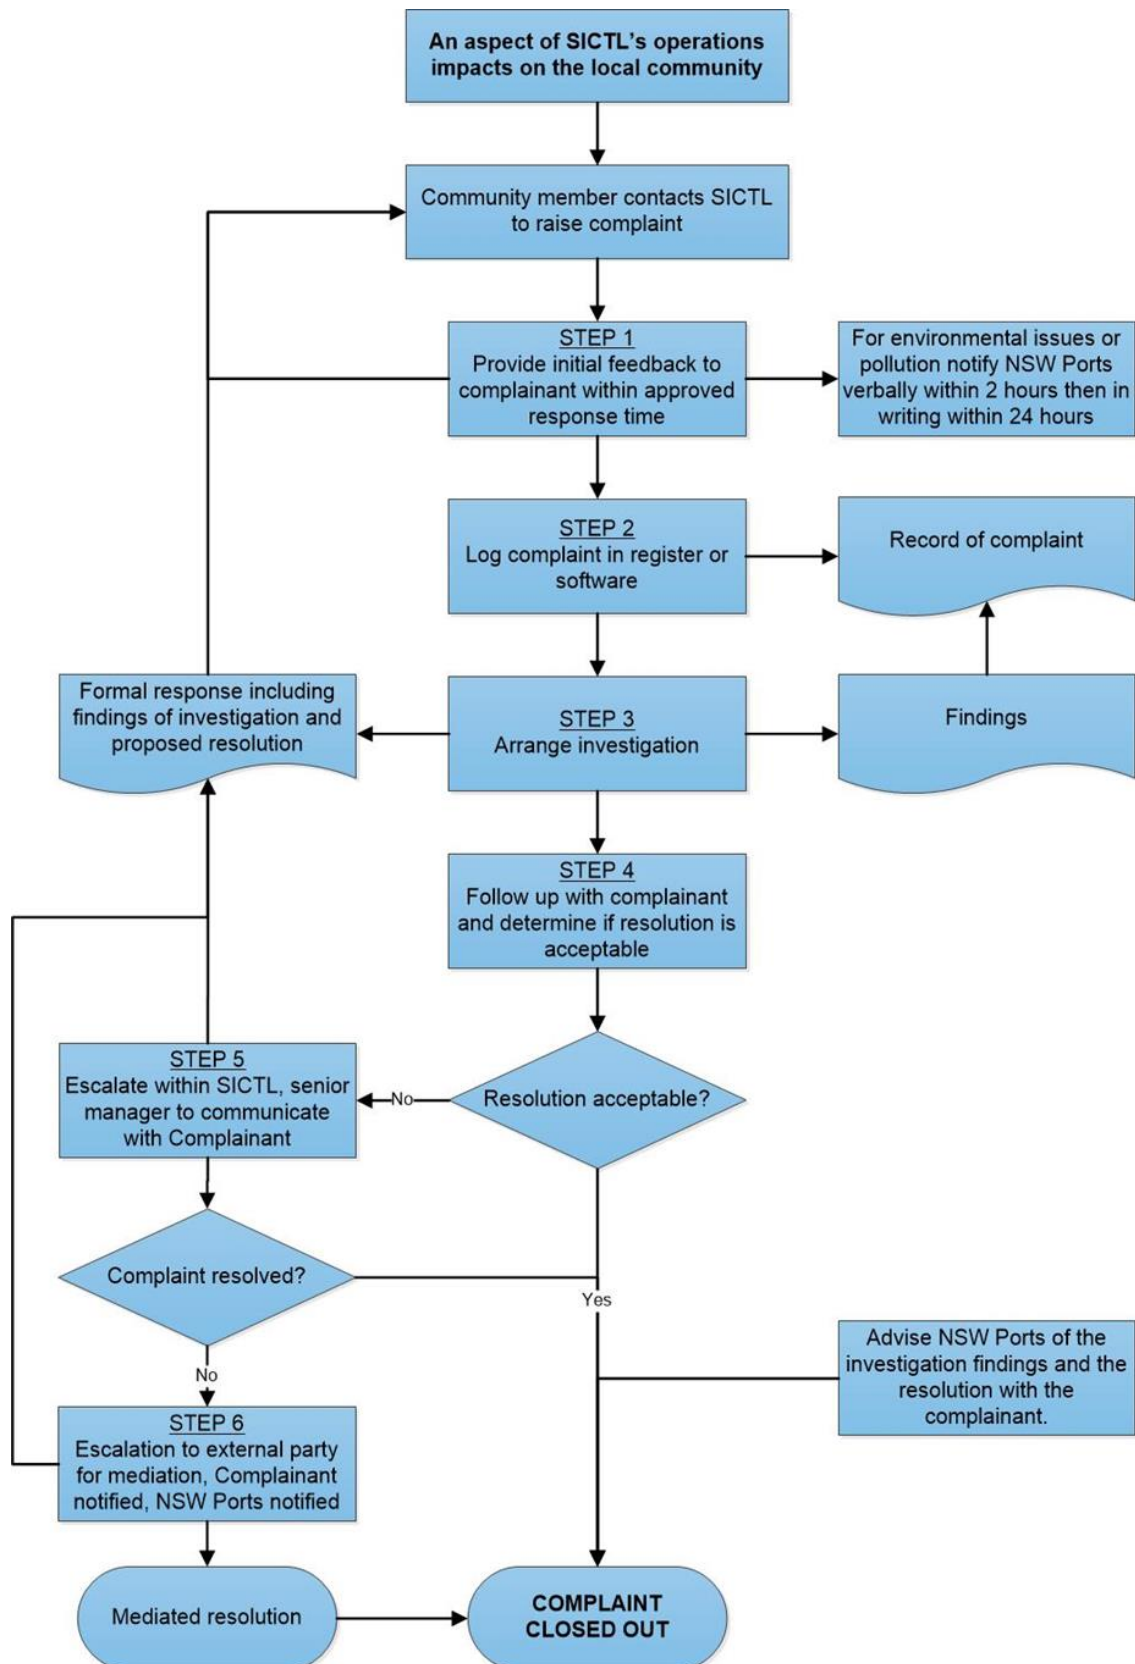 An aspect of SICTL's operations
impacts on the local community
Community member contacts SICTL
to raise complaint
STEP 1
Provide initial feedback to
complainant within approved
response time
For environmental issues or
pollution notify NSW Ports
verbally within 2 hours then in
writing within 24 hours
STEP 2
Log complaint in register or
software
Record of complaint
Formal response including
findings of investigation and
proposed resolution
STEP 3
Arrange investigation
Findings
STEP 4
Follow up with complainant
and determine if resolution is
acceptable
STEP 5
Escalate within SICTL, senior
manager to communicate
with Complainant
No
Resolution acceptable?
Complaint resolved?
Yes
Advise NSW Ports of the
investigation findings and the
resolution with the
complainant.
No
STEP 6
Escalation to external party
for mediation, Complainant
notified, NSW Ports notified
Mediated resolution
COMPLAINT
CLOSED OUT